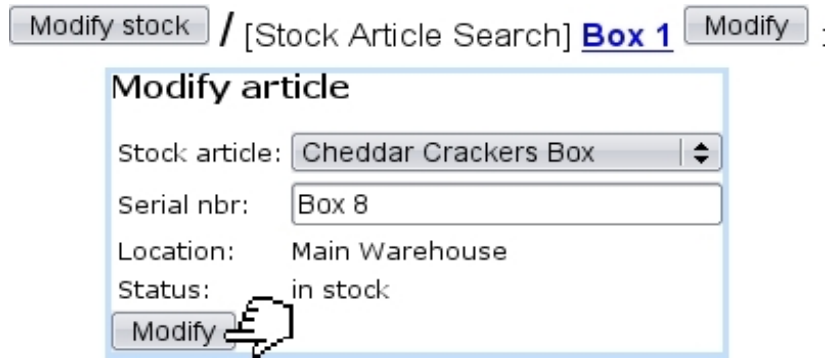 Modify stock / [Stock Article Search] Box 1 Modify :
Modify article
Stock article: Cheddar Crackers Box
Serial nbr: Box 8
Location: Main Warehouse
Status: in stock
Modify